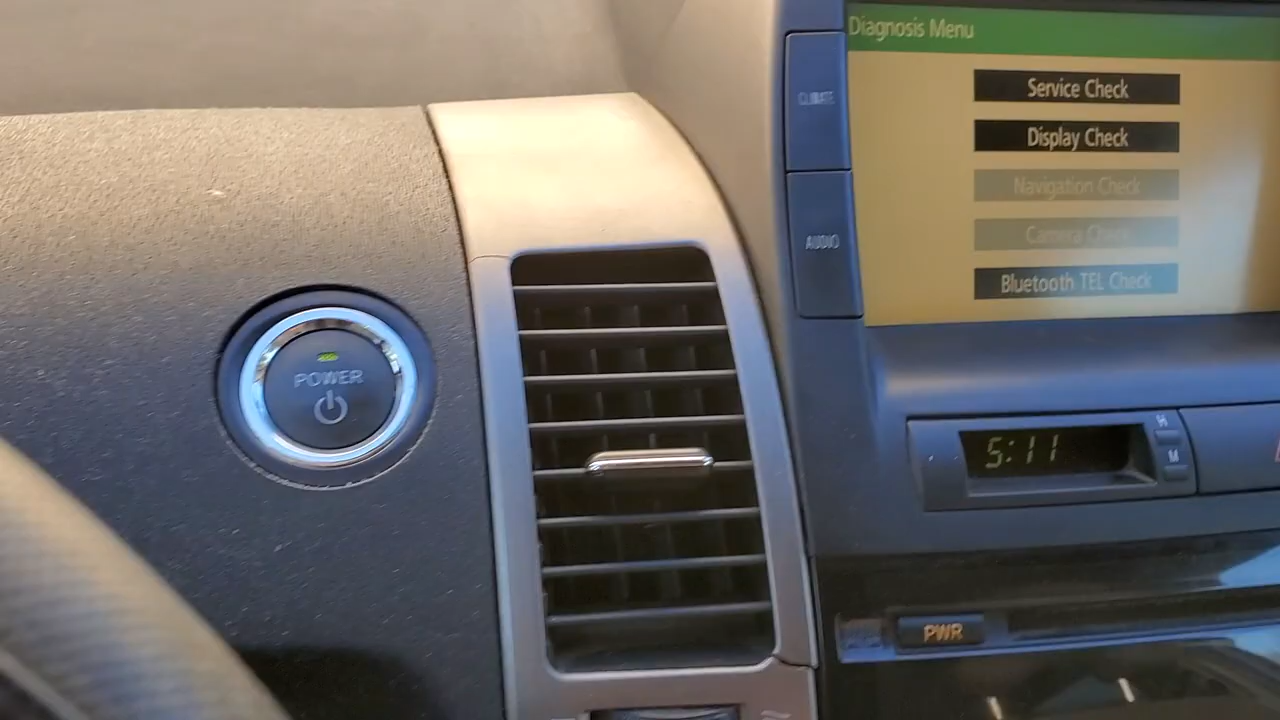 Diagnosis Menu
Service Check
Display Check
Navigation Check
Camera Check
Bluetooth TEL Check
CLIMATE
AUDIO
POWER
5:11
H
M
PWR